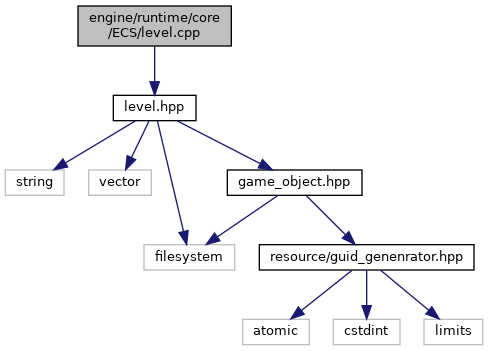 engine/runtime/core
/ECS/level.cpp
level.hpp
string
vector
game_object.hpp
filesystem
resource/guid_genenrator.hpp
atomic
cstdint
limits